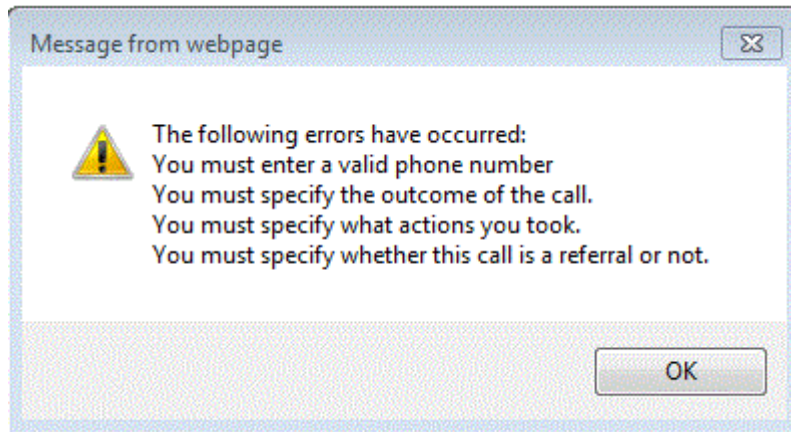 Message from webpage
The following errors have occurred:
You must enter a valid phone number
You must specify the outcome of the call.
You must specify what actions you took.
You must specify whether this call is a referral or not.
OK